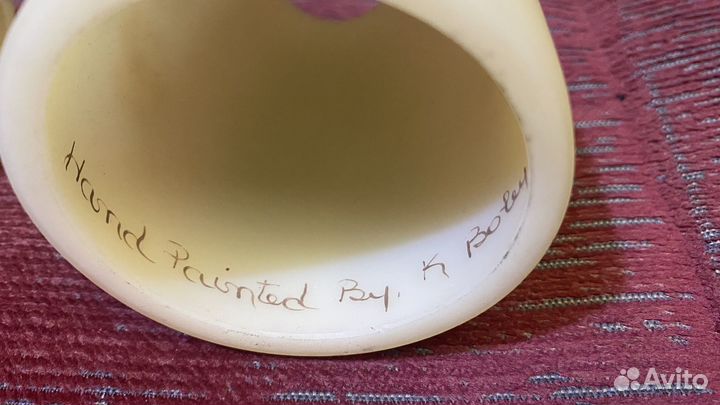 Hand Painted By. K Boley
Avito